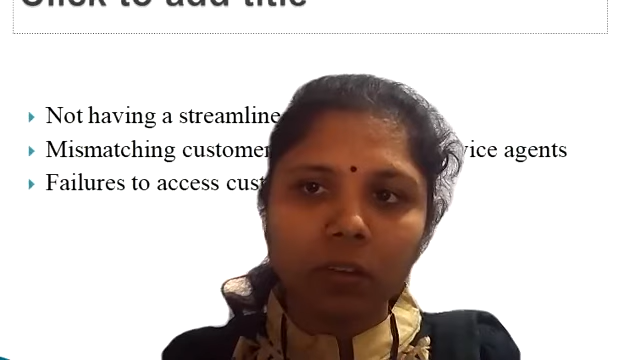 Click to add title
Not having a streamline
Mismatching customer vice agents
Failures to access cust